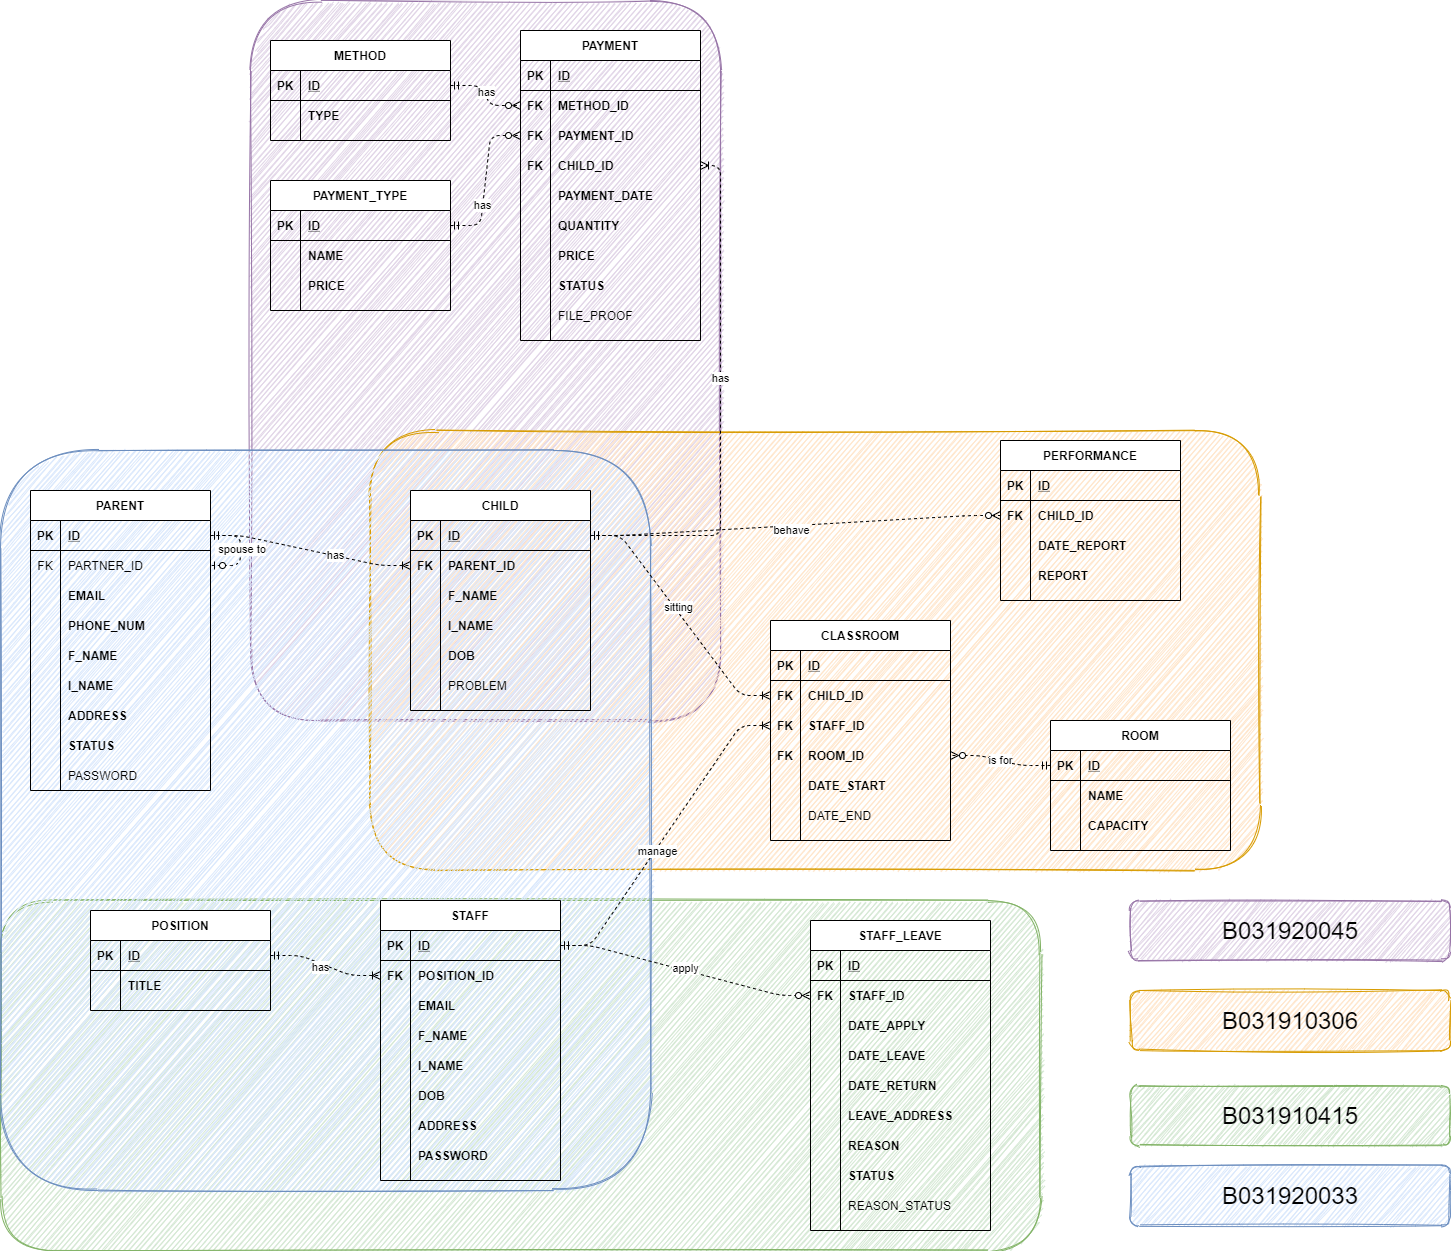 METHOD
PK ID
TYPE
PAYMENT
PK ID
FK METHOD_ID
FK PAYMENT_ID
FK CHILD_ID
PAYMENT_DATE
QUANTITY
PRICE
STATUS
FILE_PROOF
has
PAYMENT_TYPE
PK ID
NAME
PRICE
has
has
PARENT
PK ID
FK PARTNER_ID
EMAIL
PHONE_NUM
F_NAME
I_NAME
ADDRESS
STATUS
PASSWORD
spouse to
has
CHILD
PK ID
FK PARENT_ID
F_NAME
I_NAME
DOB
PROBLEM
behave
sitting
PERFORMANCE
PK ID
FK CHILD_ID
DATE_REPORT
REPORT
CLASSROOM
PK ID
FK CHILD_ID
FK STAFF_ID
FK ROOM_ID
DATE_START
DATE_END
is for
ROOM
PK ID
NAME
CAPACITY
manage
POSITION
PK ID
TITLE
has
STAFF
PK ID
FK POSITION_ID
EMAIL
F_NAME
I_NAME
DOB
ADDRESS
PASSWORD
apply
STAFF_LEAVE
PK ID
FK STAFF_ID
DATE_APPLY
DATE_LEAVE
DATE_RETURN
LEAVE_ADDRESS
REASON
STATUS
REASON_STATUS
B031920045
B031910306
B031910415
B031920033